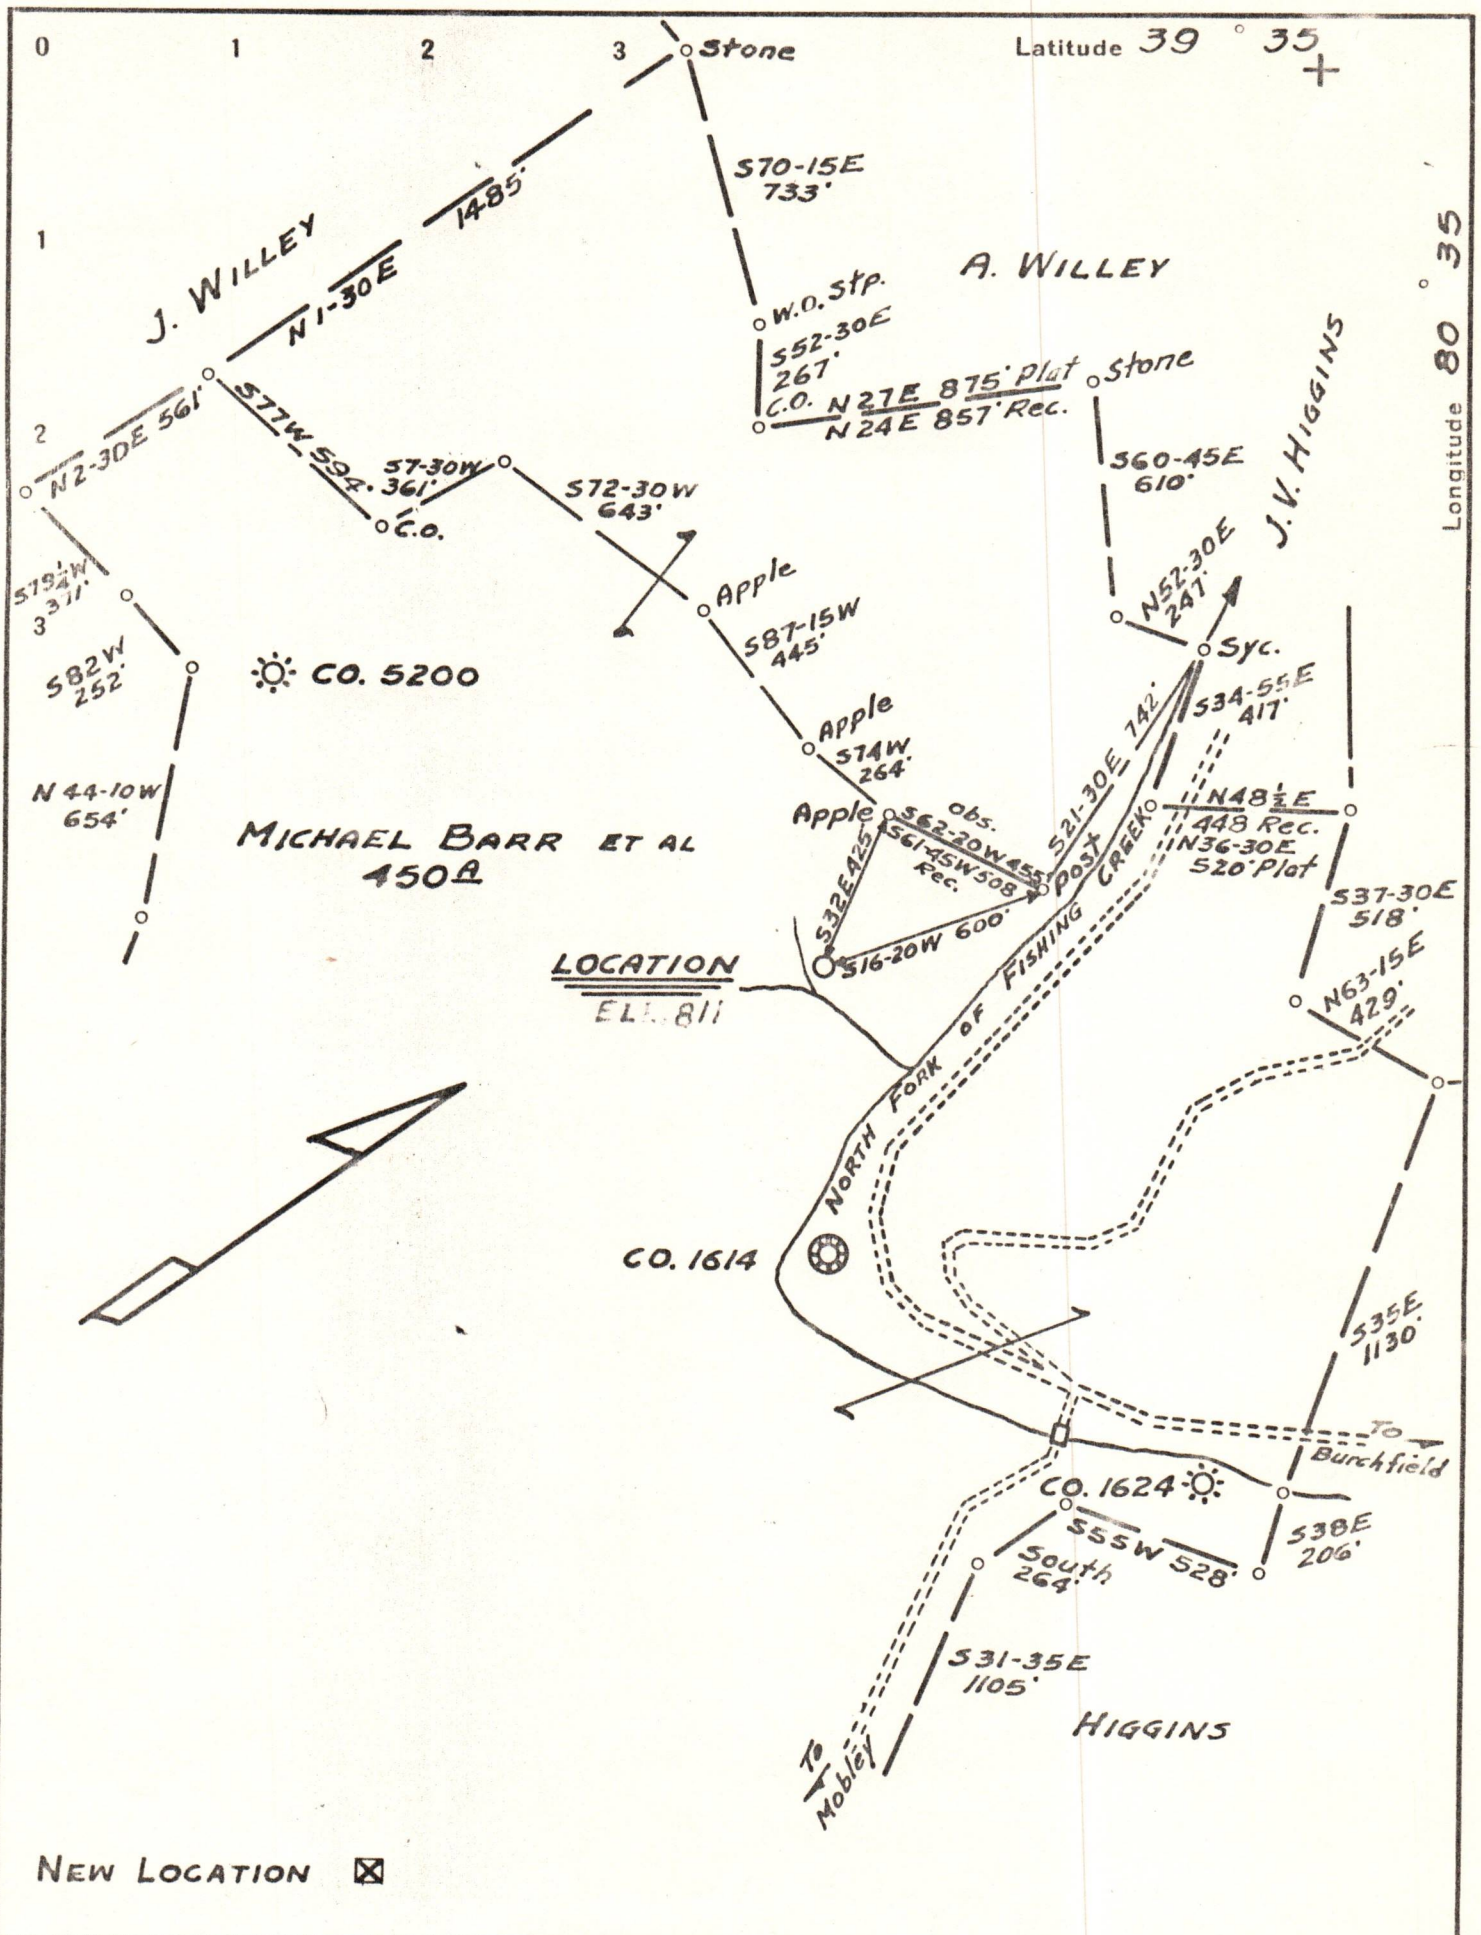 0 1 2 3
Latitude 39 ° 35
Stone
S70-15E
733'
J. WILLEY
N 1-30E 1485'
1
A. WILLEY
Longitude 80 ° 35
W.O. Stp.
S52-30E
267'
C.O.
N 27E 875' Plat
N 24E 857' Rec.
Stone
J.V. HIGGINS
2
N 2-30E 561'
S77W 594'
S7-30W
361'
C.O.
S72-30W
643'
S60-45E
610'
N52-30E
247'
S79¼W
371'
3
S82W
252'
CO. 5200
Apple
S87-15W
445'
Syc.
S34-55E
417'
Apple
S74W
264'
S21-30E 742'
N 44-10W
654'
MICHAEL BARR ET AL
450 A
Apple
Obs.
S62-20W 455'
S61-45W 508
Rec.
Post
N48½E
448 Rec.
N36-30E
520' Plat
S32E 425'
S16-20W 600'
S37-30E
518'
LOCATION
811
N63-15E
429'
NORTH FORK OF FISHING CREEK
CO. 1614
S35E
1130'
To
Burchfield
CO. 1624
S55W 528'
S38E
206'
South
264'
S31-35E
1105'
HIGGINS
To
Mobley
NEW LOCATION